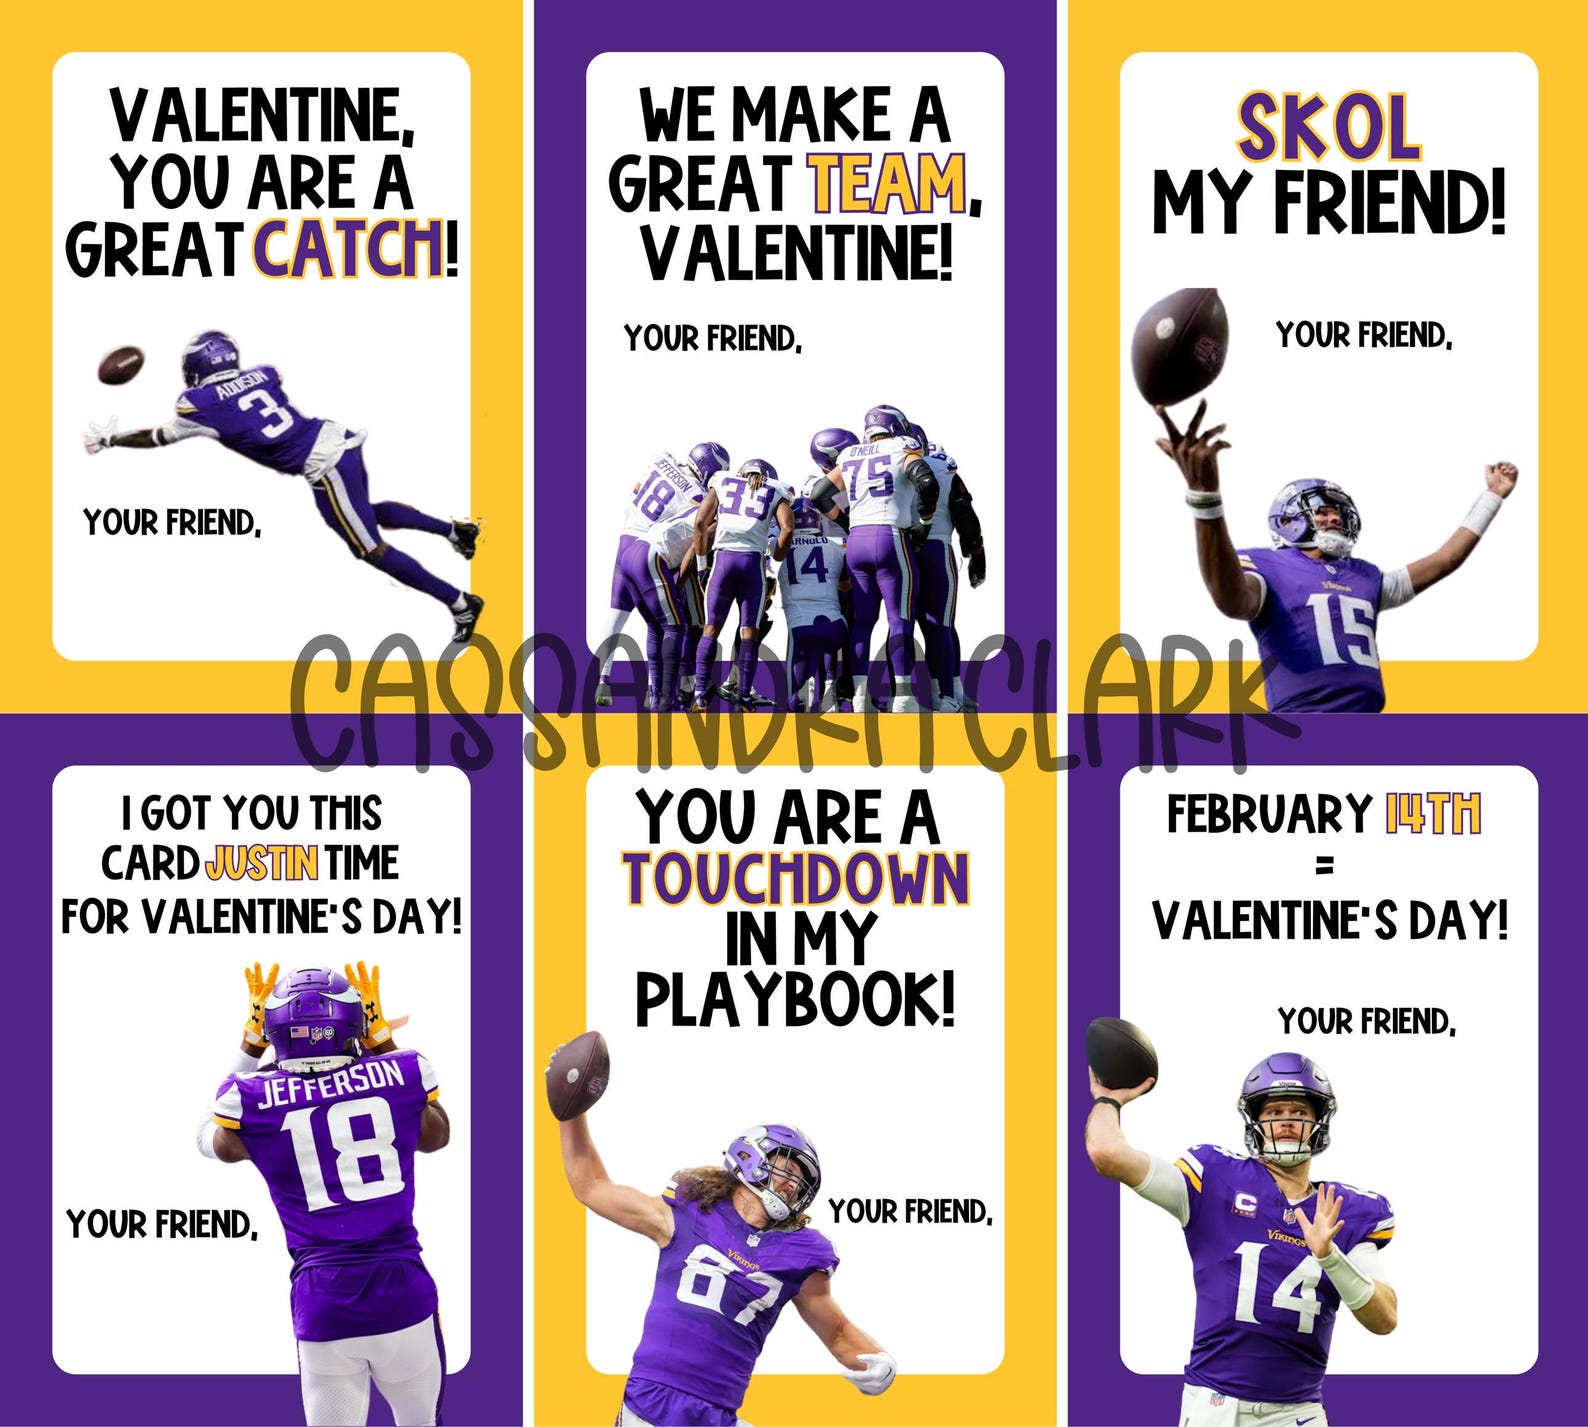 VALENTINE,
YOU ARE A
GREAT CATCH!
ADDISON
3
YOUR FRIEND,
WE MAKE A
GREAT TEAM,
VALENTINE!
YOUR FRIEND,
JEFFERSON
18
33
O'NEILL
75
14
SKOL
MY FRIEND!
YOUR FRIEND,
VIKINGS
15
CASSANDRA CLARK
I GOT YOU THIS
CARD JUSTIN TIME
FOR VALENTINE'S DAY!
JEFFERSON
18
YOUR FRIEND,
YOU ARE A
TOUCHDOWN
IN MY
PLAYBOOK!
YOUR FRIEND,
VIKINGS
87
FEBRUARY 14TH
=
VALENTINE'S DAY!
YOUR FRIEND,
C
VIKINGS
14